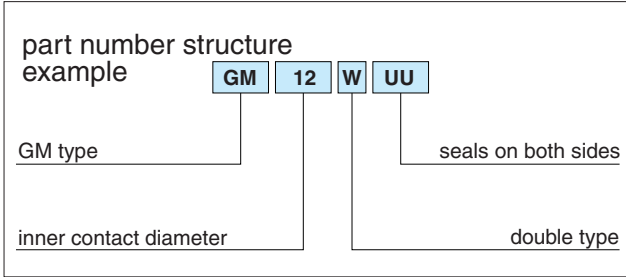 part number structure
example
GM 12 W UU
GM type
seals on both sides
inner contact diameter
double type